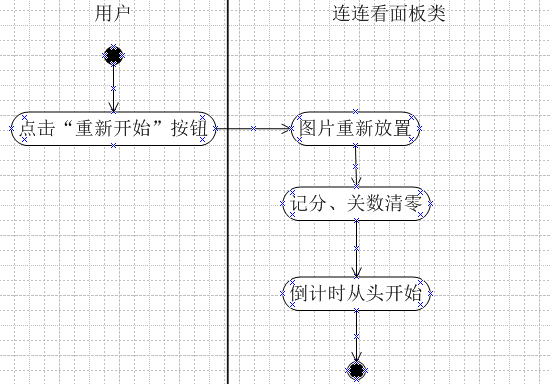 用户
连连看面板类
点击“重新开始”按钮
图片重新放置
记分、关数清零
倒计时从头开始